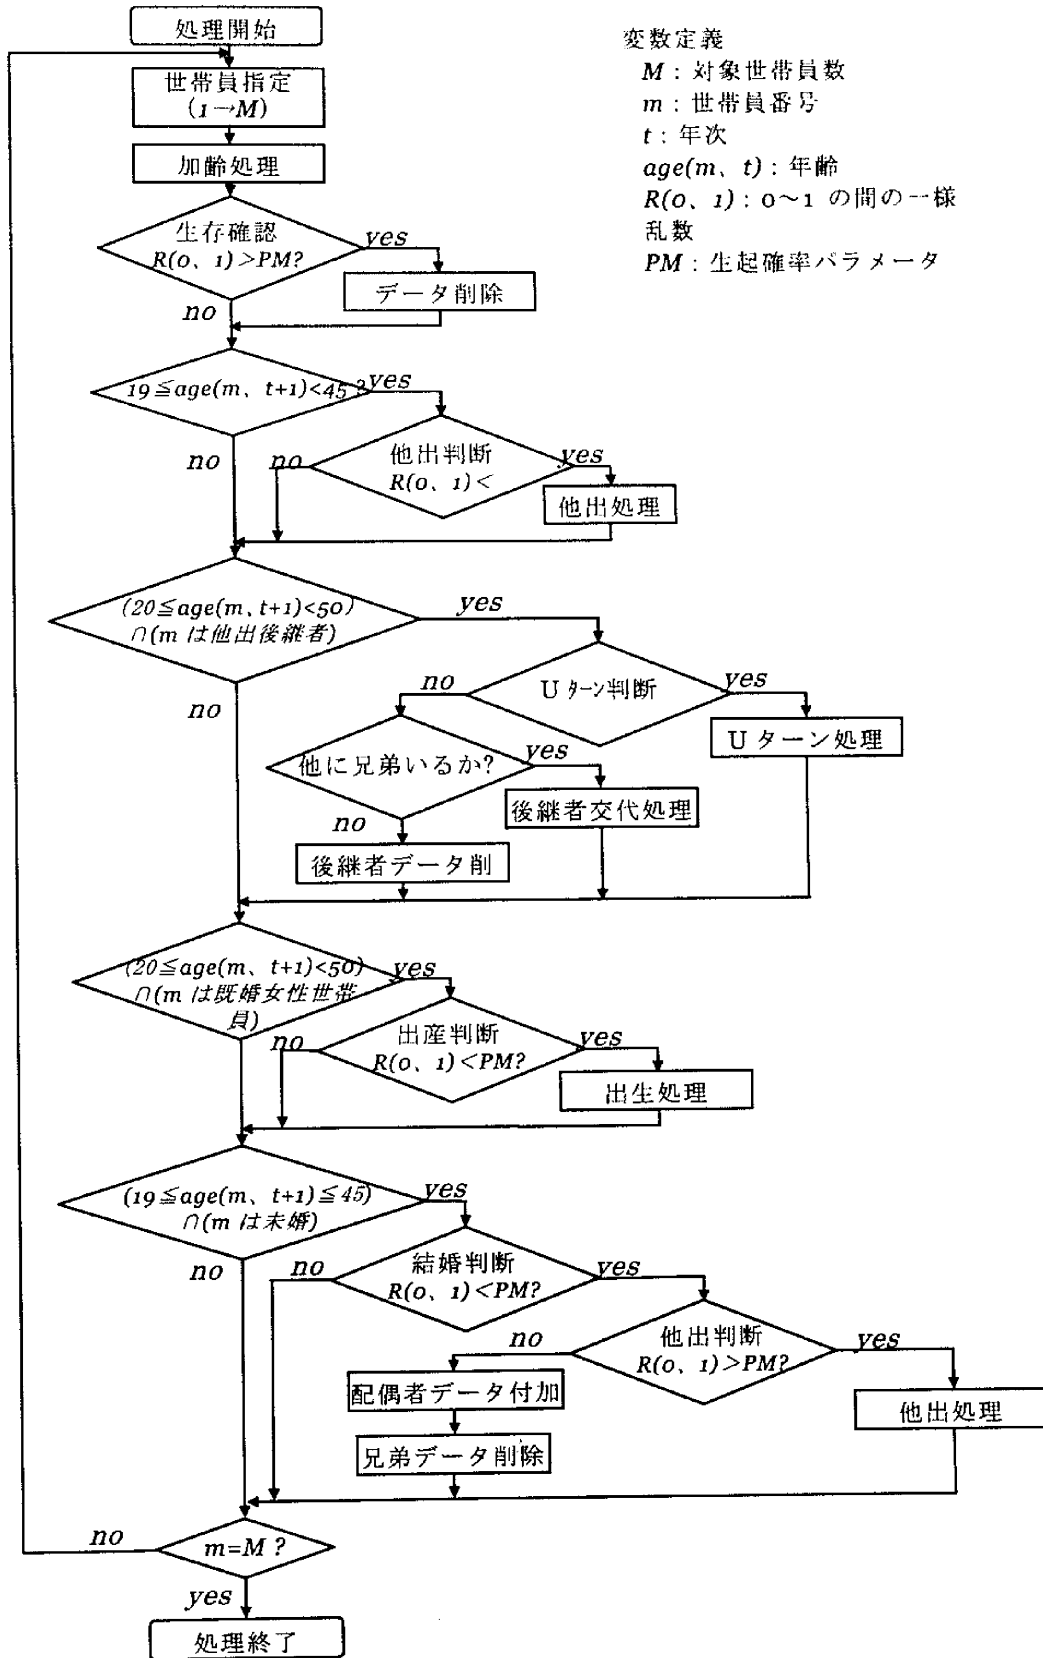 処理開始
変数定義
M：対象世帯員数
m：世帯員番号
t：年次
age(m、t)：年齢
R(0、1)：0～1 の間の一様
乱数
PM：生起確率パラメータ
世帯員指定
(1→M)
加齢処理
生存確認
R(0、1)>PM?
yes
データ削除
no
19≦age(m、t+1)<45?
yes
no
他出判断
R(0、1)<
no
yes
他出処理
(20≦age(m、t+1)<50)
∩(m は他出後継者)
yes
no
Uターン判断
no
yes
Uターン処理
他に兄弟いるか?
yes
後継者交代処理
no
後継者データ削
(20≦age(m、t+1)<50)
∩(m は既婚女性世帯
員)
yes
出産判断
R(0、1)<PM?
no
yes
出生処理
(19≦age(m、t+1)≦45)
∩(m は未婚)
yes
no
結婚判断
R(0、1)<PM?
no
yes
他出判断
R(0、1)>PM?
no
yes
配偶者データ付加
他出処理
兄弟データ削除
m=M ?
no
yes
処理終了